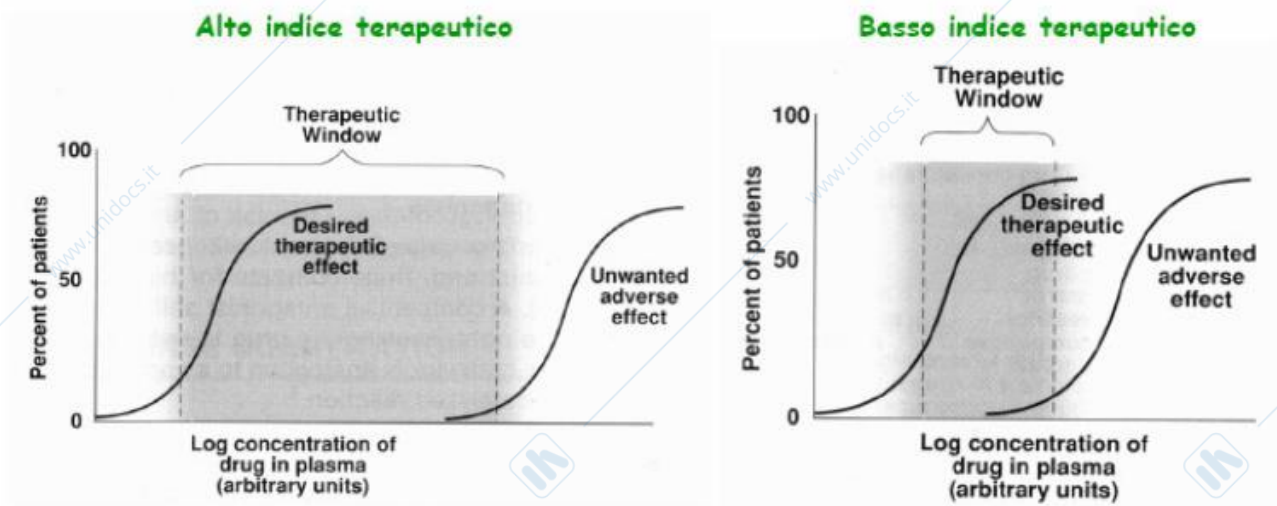 Alto indice terapeutico
Therapeutic
Window
100
50
0
Percent of patients
Desired
therapeutic
effect
Unwanted
adverse
effect
Log concentration of
drug in plasma
(arbitrary units)
www.unidocs.it
Basso indice terapeutico
Therapeutic
Window
100
50
0
Percent of patients
Desired
therapeutic
effect
Unwanted
adverse
effect
Log concentration of
drug in plasma
(arbitrary units)
www.unidocs.it